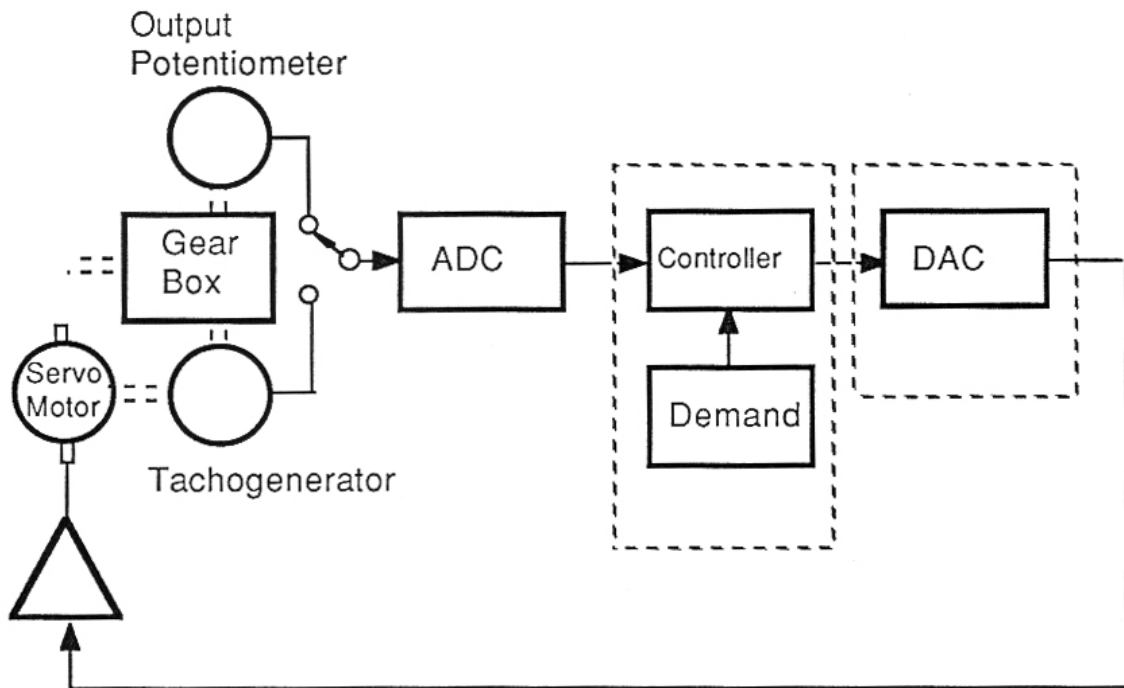 Output
Potentiometer
Gear
Box
ADC
Controller
DAC
Servo
Motor
Demand
Tachogenerator